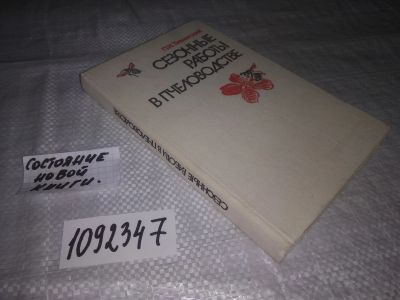 СЕЗОННЫЕ
РАБОТЫ
В ПЧЕЛОВОДСТВЕ
СЕЗОННЫЕ РАБОТЫ В ПЧЕЛОВОДСТВЕ
СОСТОЯНИЕ
НОВОЙ
КНИГИ.
1092347